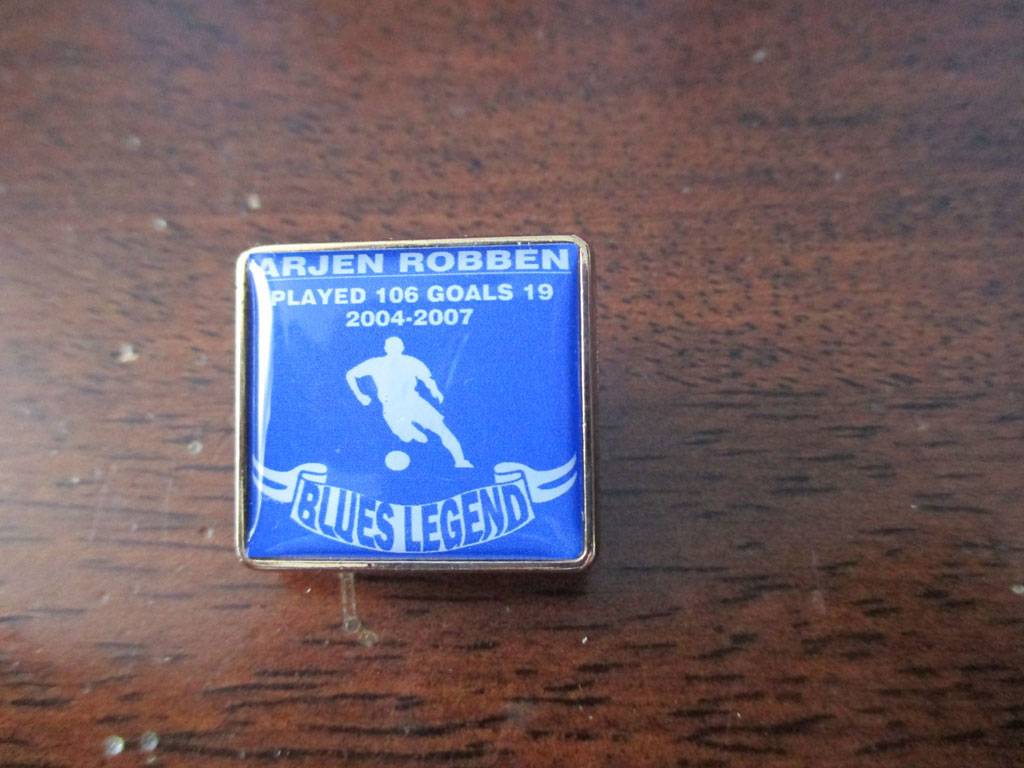 ARJEN ROBBEN
PLAYED 106 GOALS 19
2004-2007
BLUES LEGEND